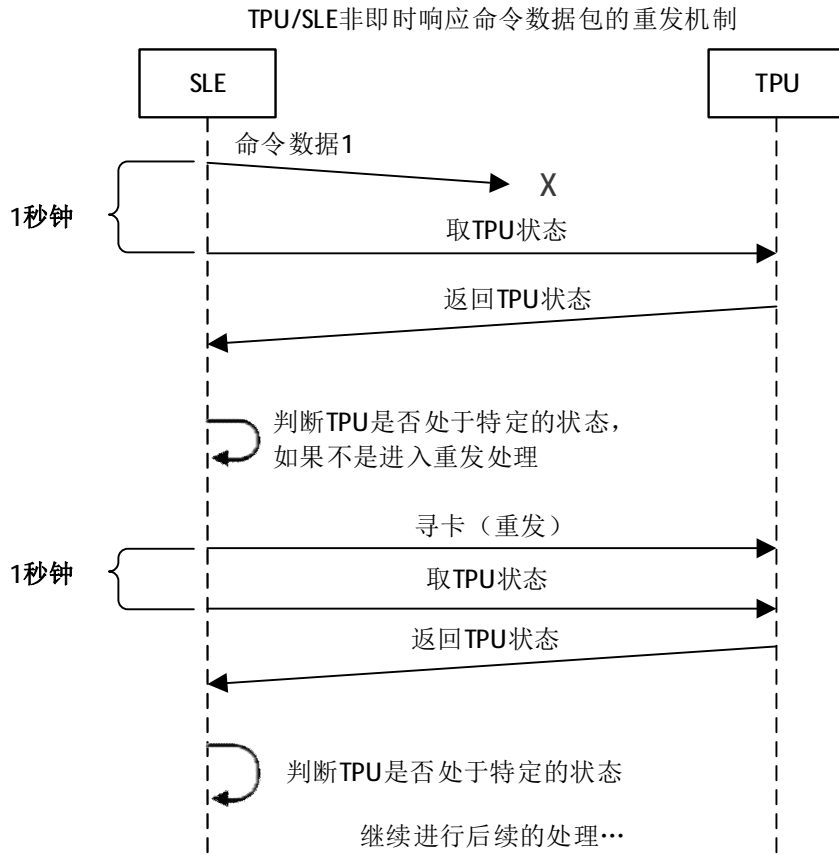 TPU/SLE非即时响应命令数据包的重发机制
SLE
TPU
命令数据1
X
1秒钟
取TPU状态
返回TPU状态
判断TPU是否处于特定的状态，
如果不是进入重发处理
寻卡（重发）
1秒钟
取TPU状态
返回TPU状态
判断TPU是否处于特定的状态
继续进行后续的处理…